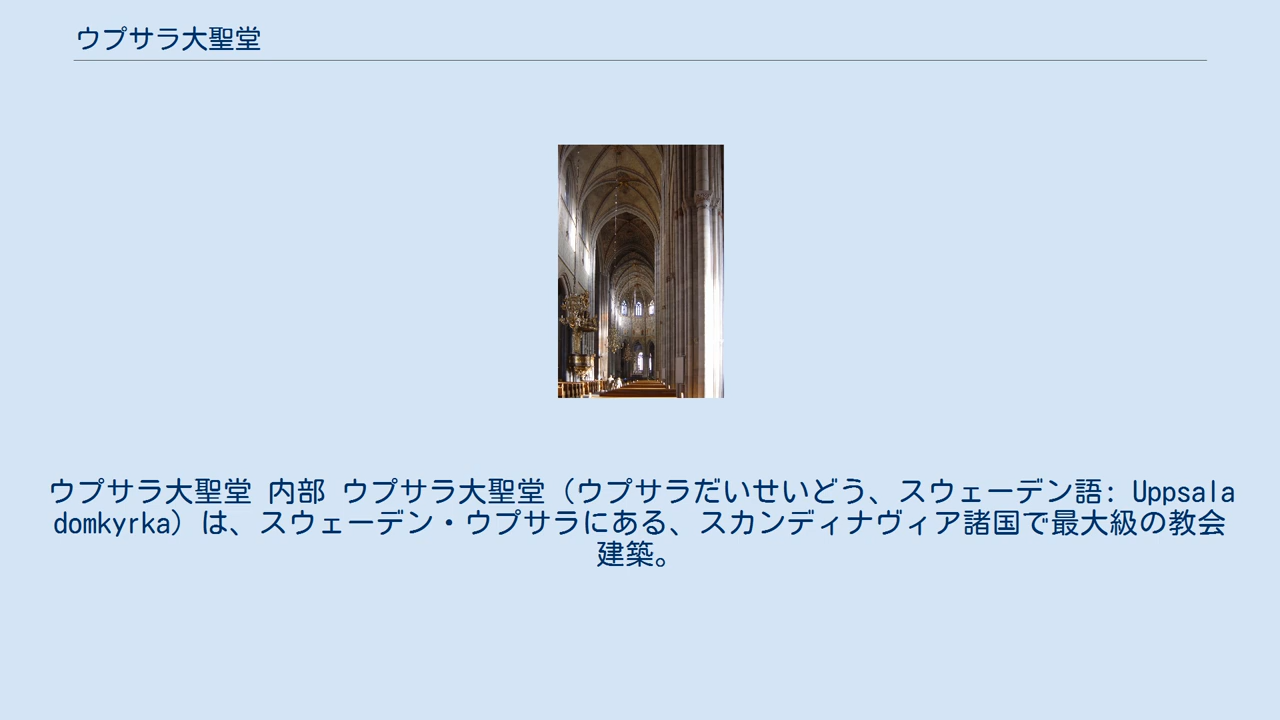 ウプサラ大聖堂
ウプサラ大聖堂 内部 ウプサラ大聖堂（ウプサラだいせいどう、スウェーデン語: Uppsala
domkyrka）は、スウェーデン・ウプサラにある、スカンディナヴィア諸国で最大級の教会
建築。